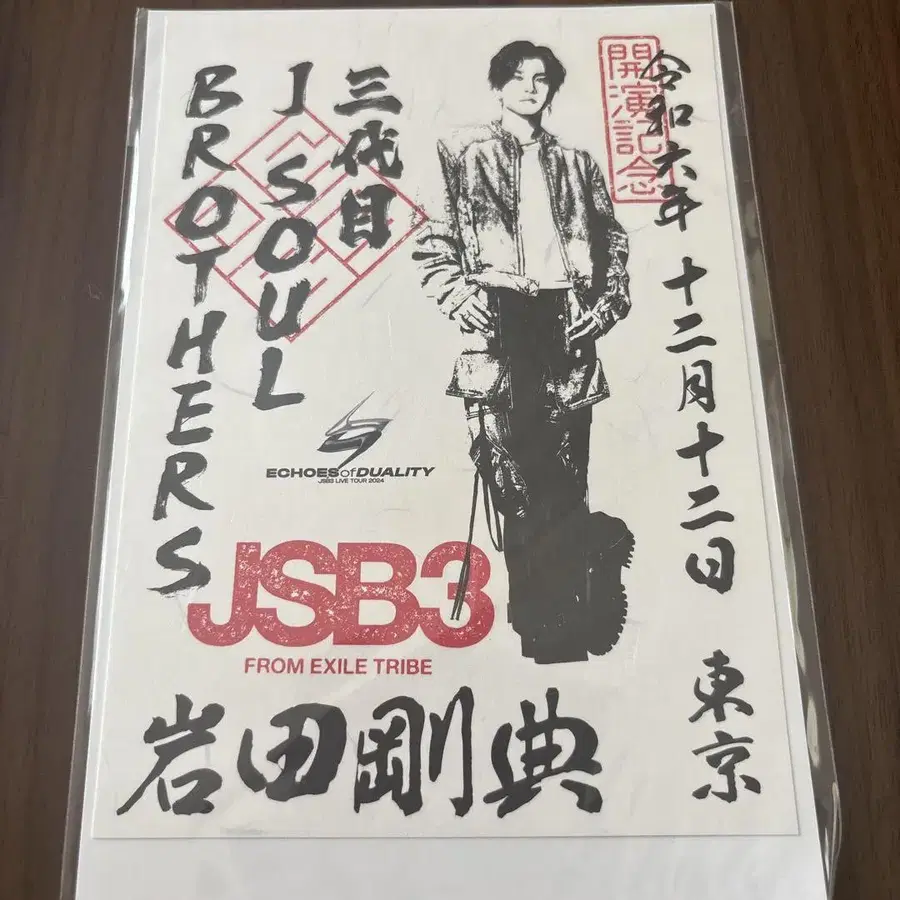 開演記念
令和六年 十二月十二日 東京
三代目
J SOUL
BROTHERS
ECHOES of DUALITY
JSB3 LIVE TOUR 2024
JSB3
FROM EXILE TRIBE
岩田剛典